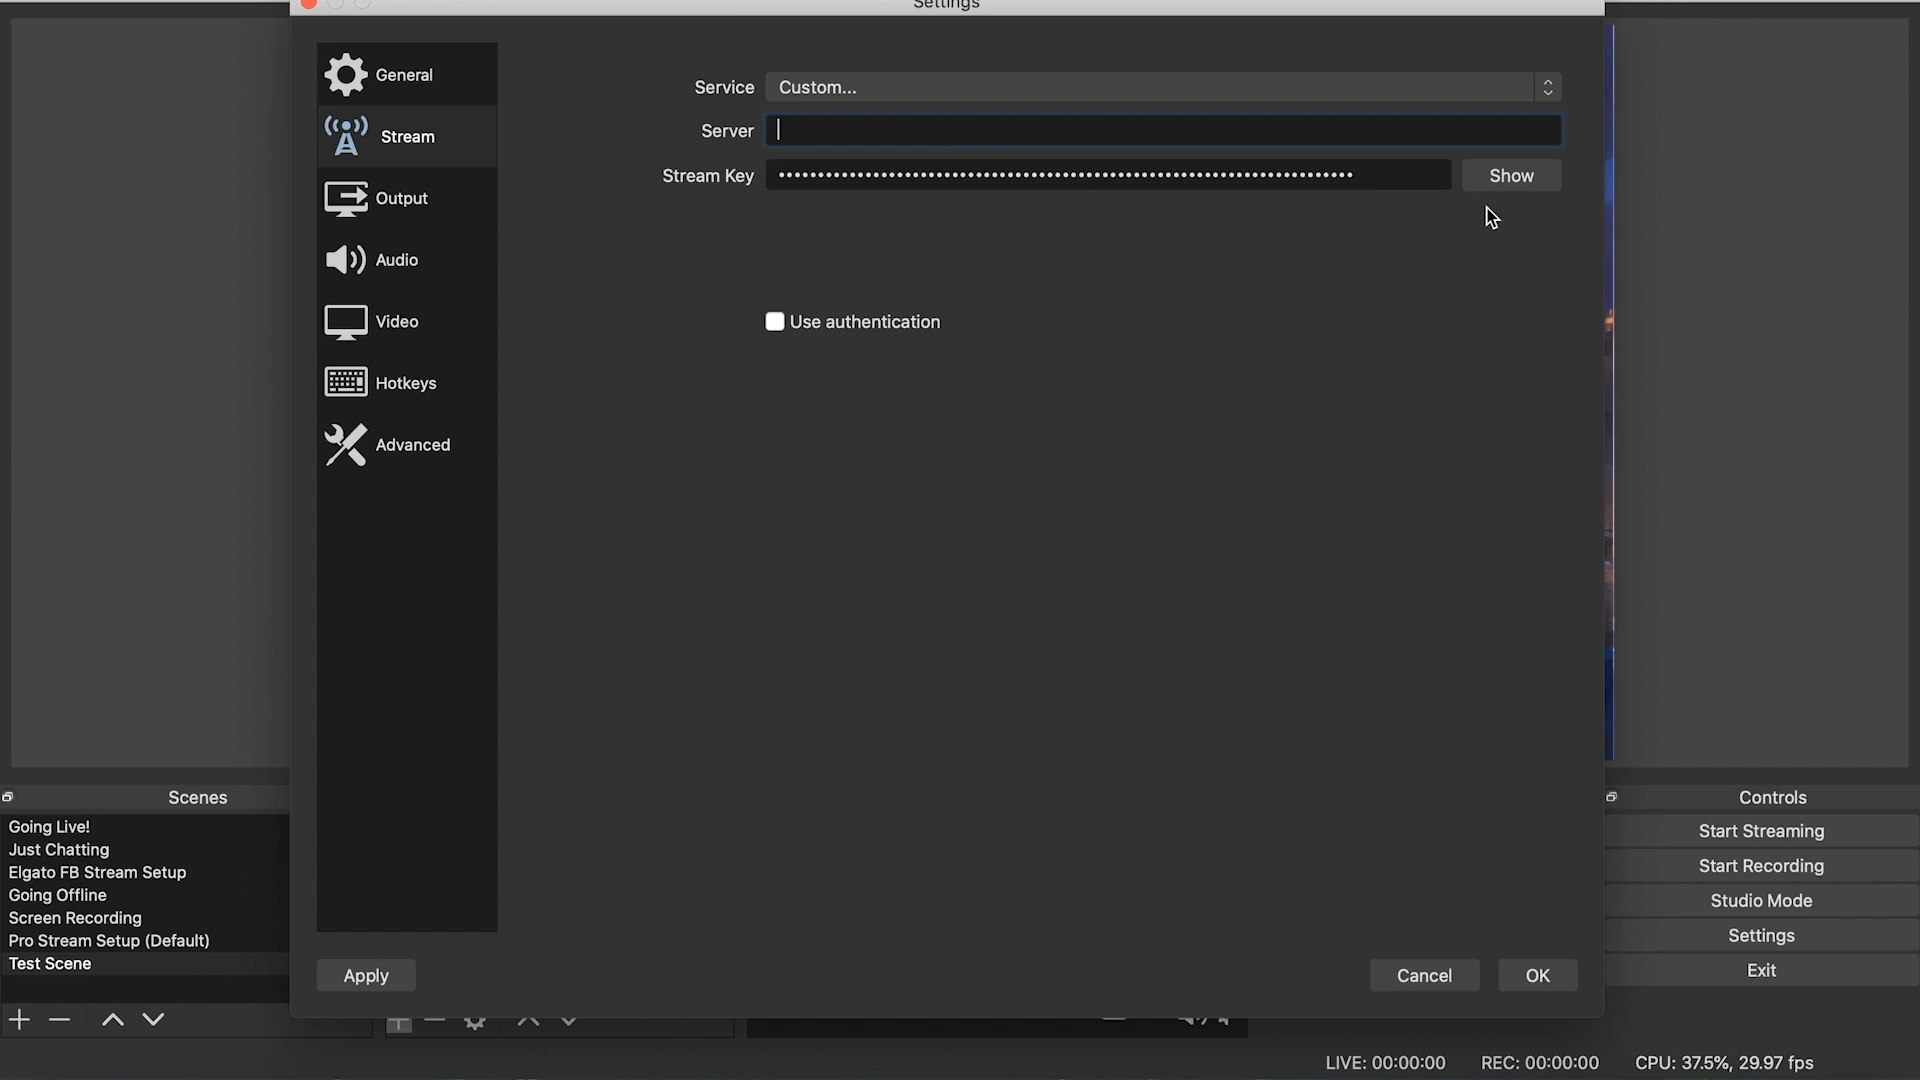 Settings
General
Stream
Output
Audio
Video
Hotkeys
Advanced
Service Custom...
Server
Stream Key Show
Use authentication
Apply
Cancel OK
Scenes
Going Live!
Just Chatting
Elgato FB Stream Setup
Going Offline
Screen Recording
Pro Stream Setup (Default)
Test Scene
Controls
Start Streaming
Start Recording
Studio Mode
Settings
Exit
LIVE: 00:00:00 REC: 00:00:00 CPU: 37.5%, 29.97 fps